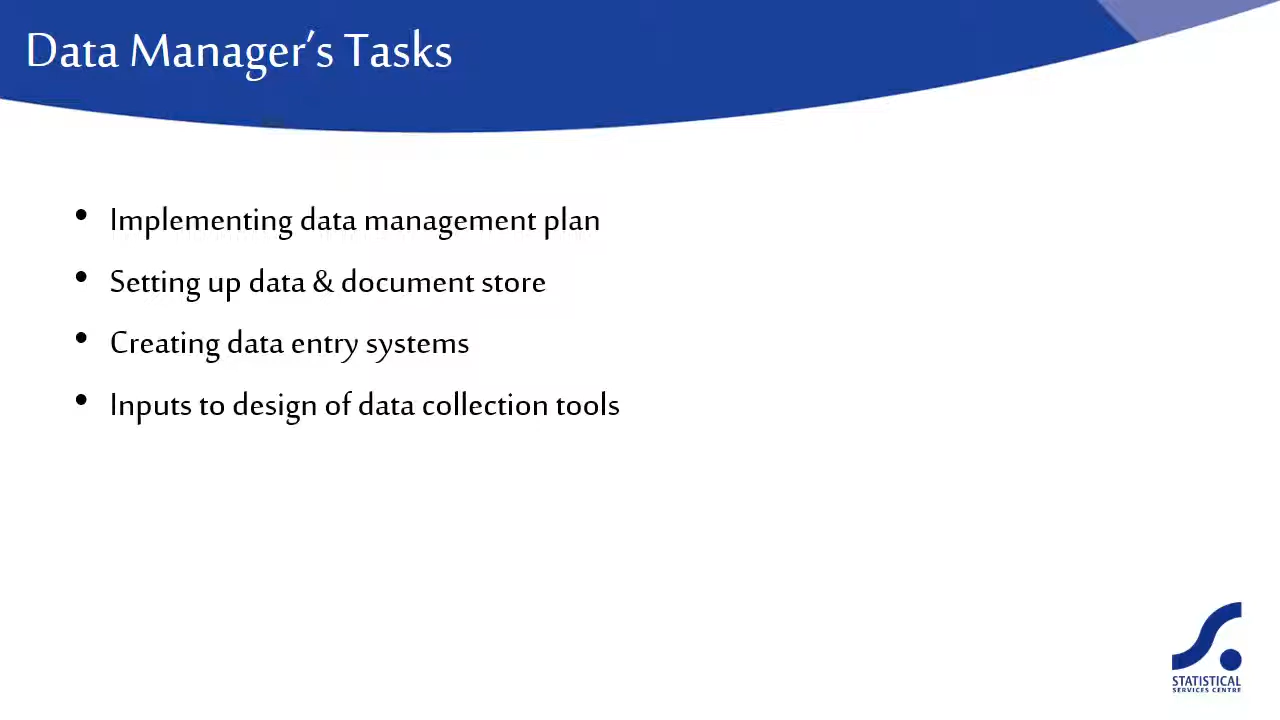 Data Manager’s Tasks
• Implementing data management plan
• Setting up data & document store
• Creating data entry systems
• Inputs to design of data collection tools
STATISTICAL
SERVICES CENTRE